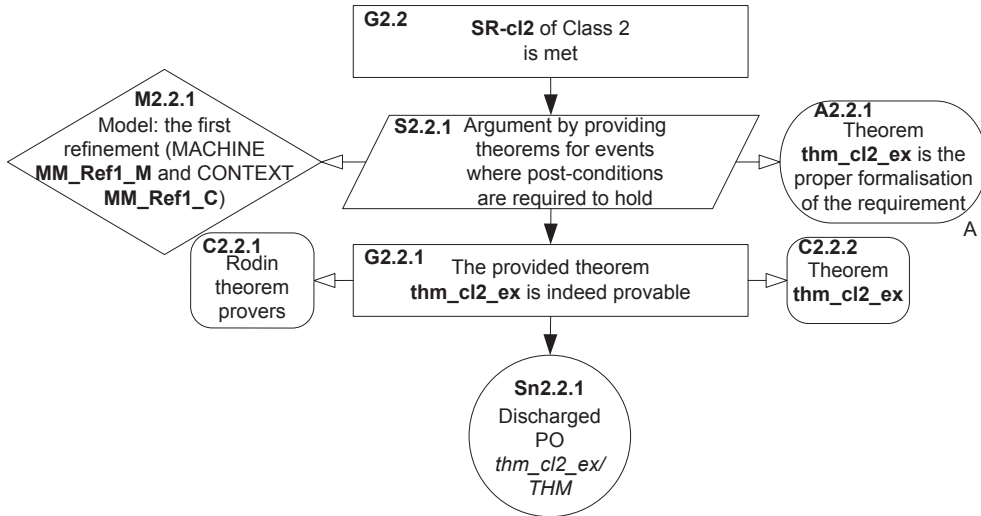 G2.2
SR-cl2 of Class 2
is met
M2.2.1
Model: the first
refinement (MACHINE
MM_Ref1_M and CONTEXT
MM_Ref1_C)
S2.2.1
Argument by providing
theorems for events
where post-conditions
are required to hold
A2.2.1
Theorem
thm_cl2_ex is the
proper formalisation
of the requirement
A
C2.2.1
Rodin
theorem
provers
G2.2.1
The provided theorem
thm_cl2_ex is indeed provable
C2.2.2
Theorem
thm_cl2_ex
Sn2.2.1
Discharged
PO
thm_cl2_ex/
THM